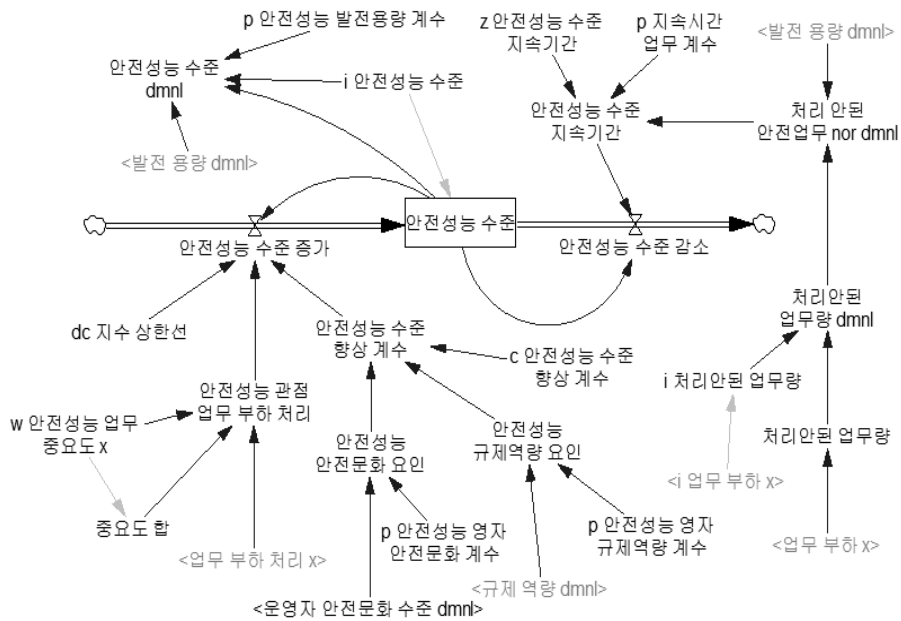 p 안전성능 발전용량 계수
z 안전성능 수준
지속기간
p 지속시간
업무 계수
<발전 용량 dmnl>
안전성능 수준
dmnl
i 안전성능 수준
안전성능 수준
지속기간
처리 안된
안전업무 nor dmnl
<발전 용량 dmnl>
안전성능 수준
안전성능 수준 증가
안전성능 수준 감소
dc 지수 상한선
안전성능 수준
향상 계수
c 안전성능 수준
향상 계수
처리안된
업무량 dmnl
i 처리안된 업무량
안전성능 관점
업무 부하 처리
w 안전성능 업무
중요도 x
안전성능
안전문화 요인
안전성능
규제역량 요인
처리안된 업무량
<i 업무 부하 x>
중요도 합
p 안전성능 영자
안전문화 계수
p 안전성능 영자
규제역량 계수
<업무 부하 처리 x>
<업무 부하 x>
<규제 역량 dmnl>
<운영자 안전문화 수준 dmnl>